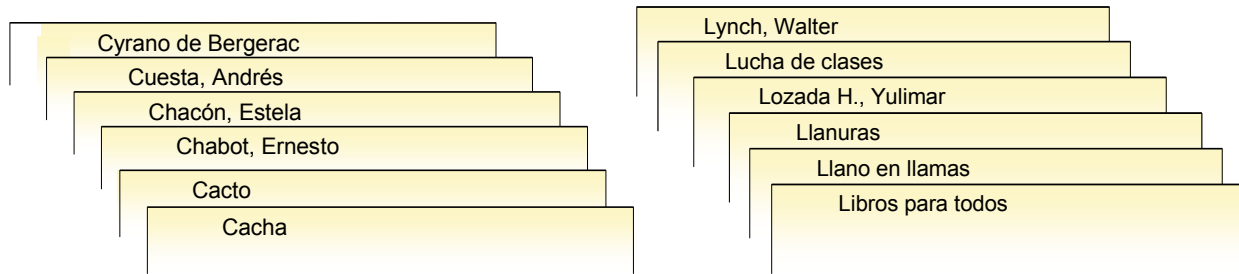 Cyrano de Bergerac
Cuesta, Andrés
Chacón, Estela
Chabot, Ernesto
Cacto
Cacha
Lynch, Walter
Lucha de clases
Lozada H., Yulimar
Llanuras
Llano en llamas
Libros para todos